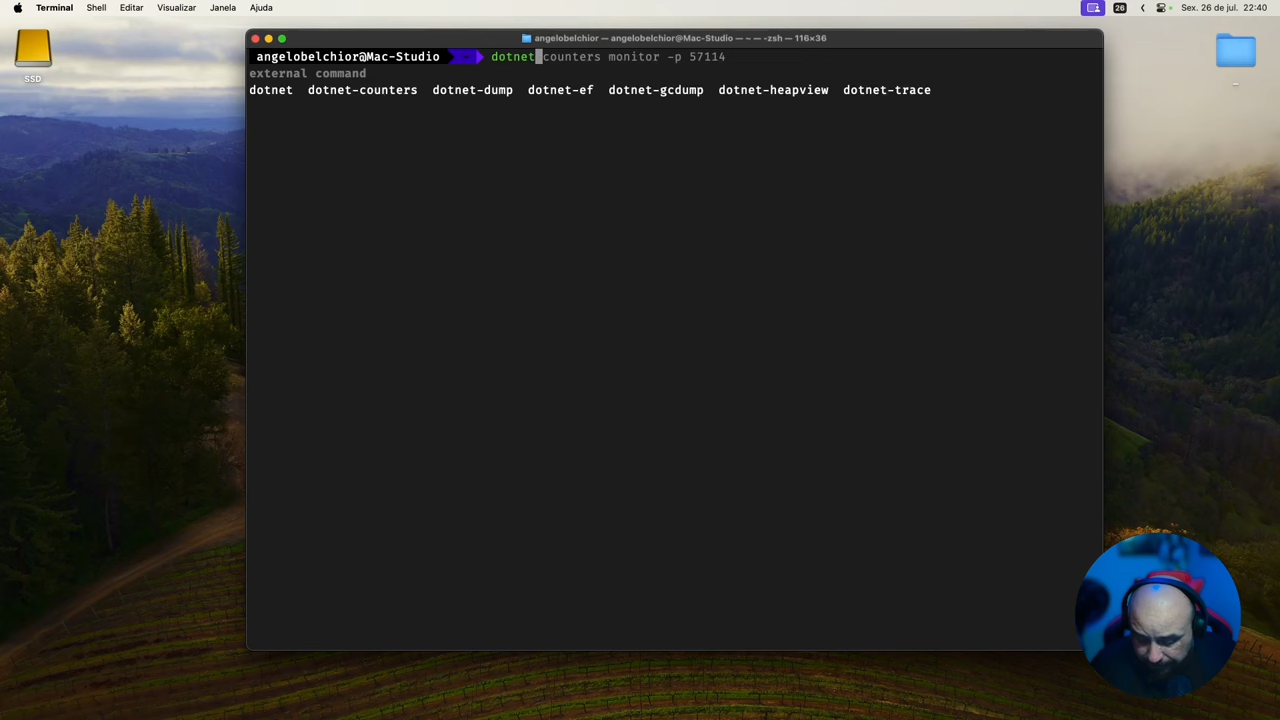 Terminal Shell Editar Visualizar Janela Ajuda 26 Sex. 26 de jul. 22:40
angelobelchior — angelobelchior@Mac-Studio — ~ — -zsh — 116×36
angelobelchior@Mac-Studio ~ dotnet counters monitor -p 57114
external command
dotnet dotnet-counters dotnet-dump dotnet-ef dotnet-gcdump dotnet-heapview dotnet-trace
SSD